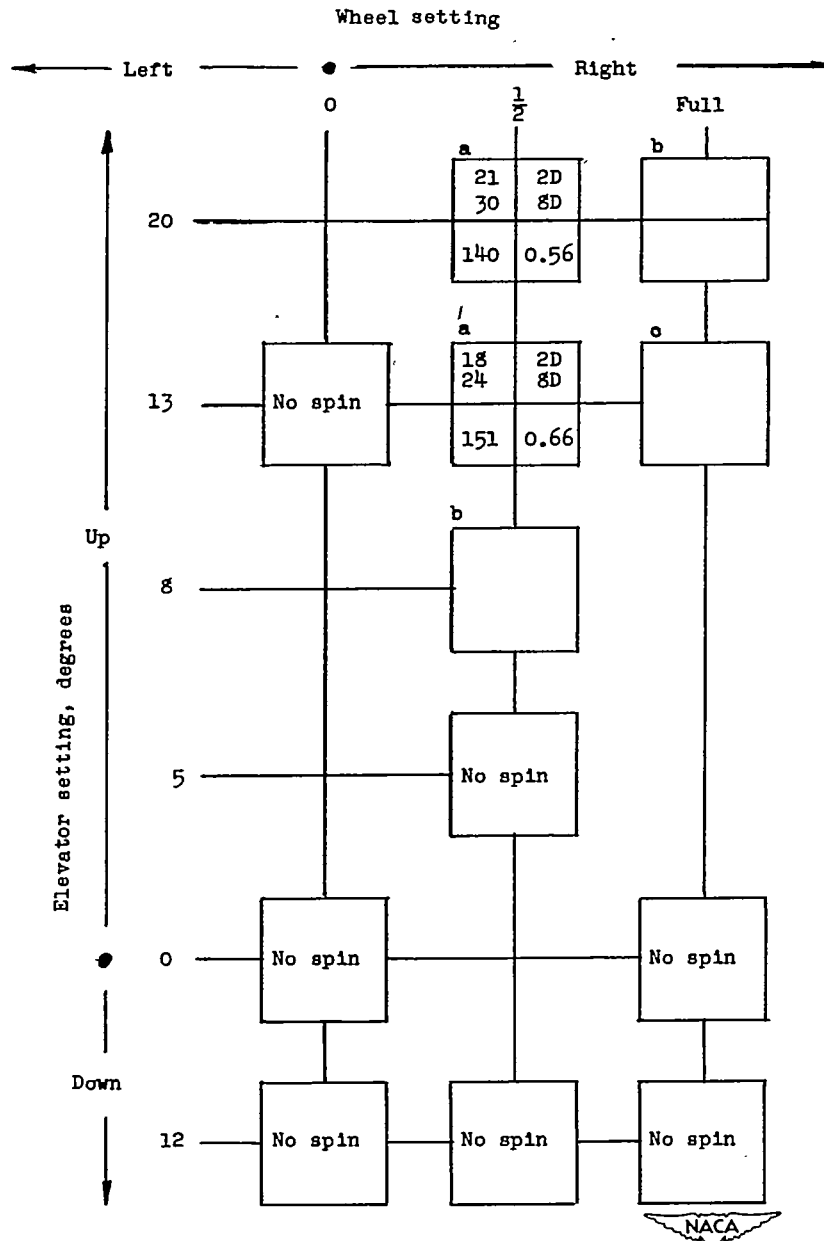 Wheel setting
Left Right
0 1/2 Full
a b
21 2D
30 8D
20
140 0.56
a c
18 2D
24 8D
13 No spin
151 0.66
b
Up
8
Elevator setting, degrees
5 No spin
0 No spin No spin
Down
12 No spin No spin No spin
NACA